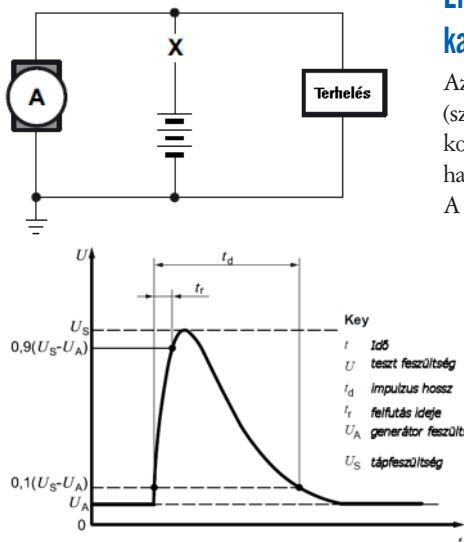 ka
Az
(sz
ko
ha
A
X
A
Terhelés
U
t_d
t_r
U_S
0,9(U_S-U_A)
0,1(U_S-U_A)
U_A
0
t
Key
t Idő
U teszt feszültség
t_d impulzus hossz
t_r felfutás ideje
U_A generátor feszült
U_S tápfeszültség